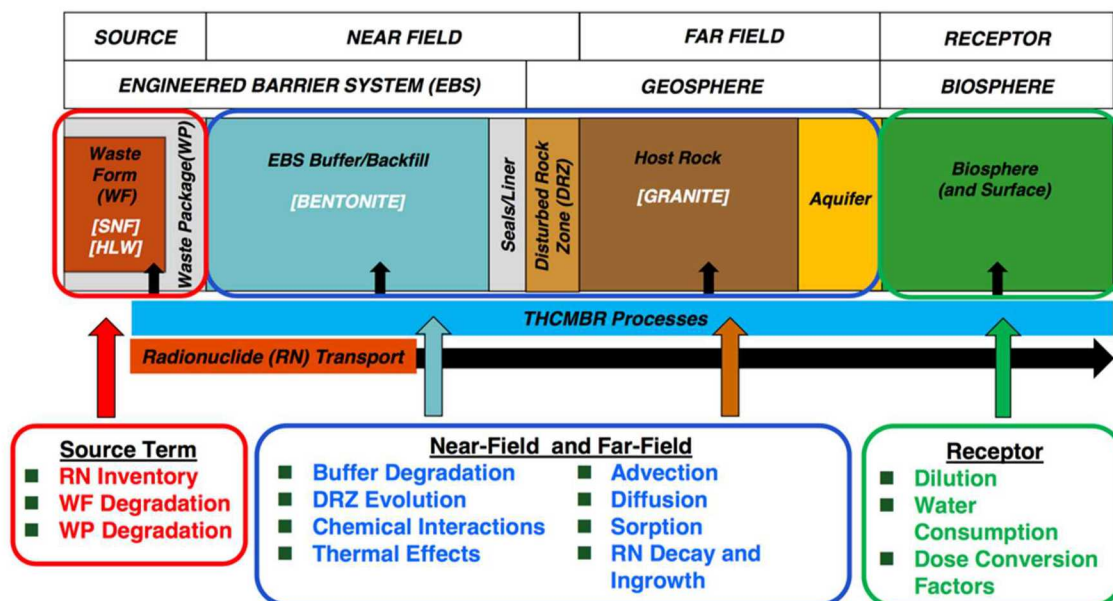 SOURCE
NEAR FIELD
FAR FIELD
RECEPTOR
ENGINEERED BARRIER SYSTEM (EBS)
GEOSPHERE
BIOSPHERE
Waste
Form
(WF)
[SNF]
[HLW]
Waste Package(WP)
EBS Buffer/Backfill
[BENTONITE]
Seals/Liner
Disturbed Rock
Zone (DRZ)
Host Rock
[GRANITE]
Aquifer
Biosphere
(and Surface)
THCMBR Processes
Radionuclide (RN) Transport
Source Term
RN Inventory
WF Degradation
WP Degradation
Near-Field and Far-Field
Buffer Degradation
DRZ Evolution
Chemical Interactions
Thermal Effects
Advection
Diffusion
Sorption
RN Decay and
Ingrowth
Receptor
Dilution
Water
Consumption
Dose Conversion
Factors